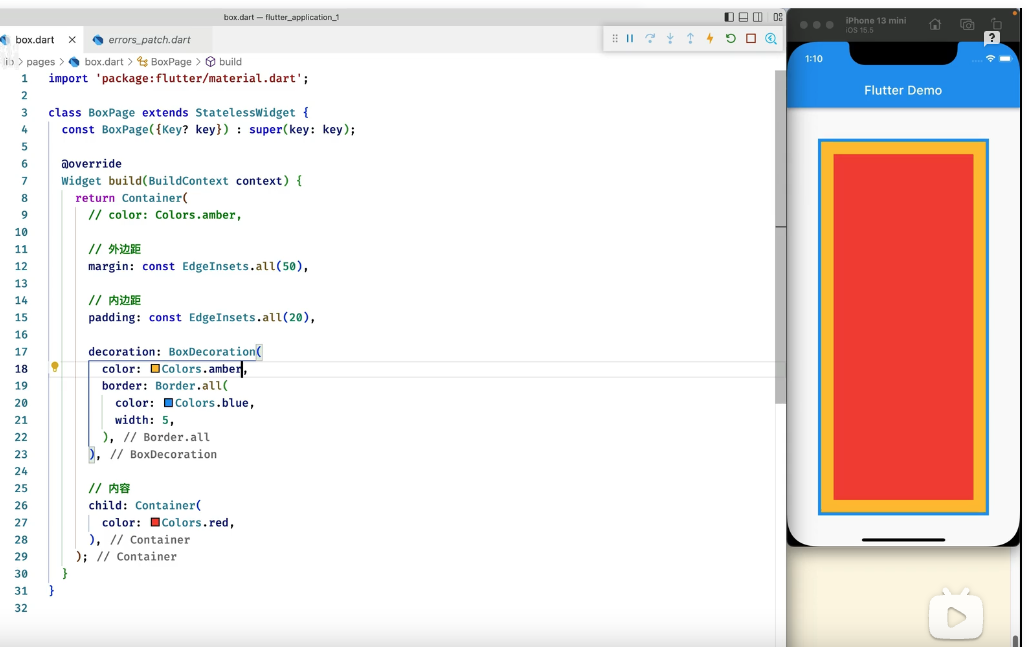 box.dart — flutter_application_1
box.dart
errors_patch.dart
lib > pages > box.dart > BoxPage > build
1 import 'package:flutter/material.dart';
2
3 class BoxPage extends StatelessWidget {
4 const BoxPage({Key? key}) : super(key: key);
5
6 @override
7 Widget build(BuildContext context) {
8 return Container(
9 // color: Colors.amber,
10
11 // 外边距
12 margin: const EdgeInsets.all(50),
13
14 // 内边距
15 padding: const EdgeInsets.all(20),
16
17 decoration: BoxDecoration(
18 color: Colors.amber,
19 border: Border.all(
20 color: Colors.blue,
21 width: 5,
22 ), // Border.all
23 ), // BoxDecoration
24
25 // 内容
26 child: Container(
27 color: Colors.red,
28 ), // Container
29 ); // Container
30 }
31 }
32
iPhone 13 mini
iOS 15.5
?
1:10
Flutter Demo